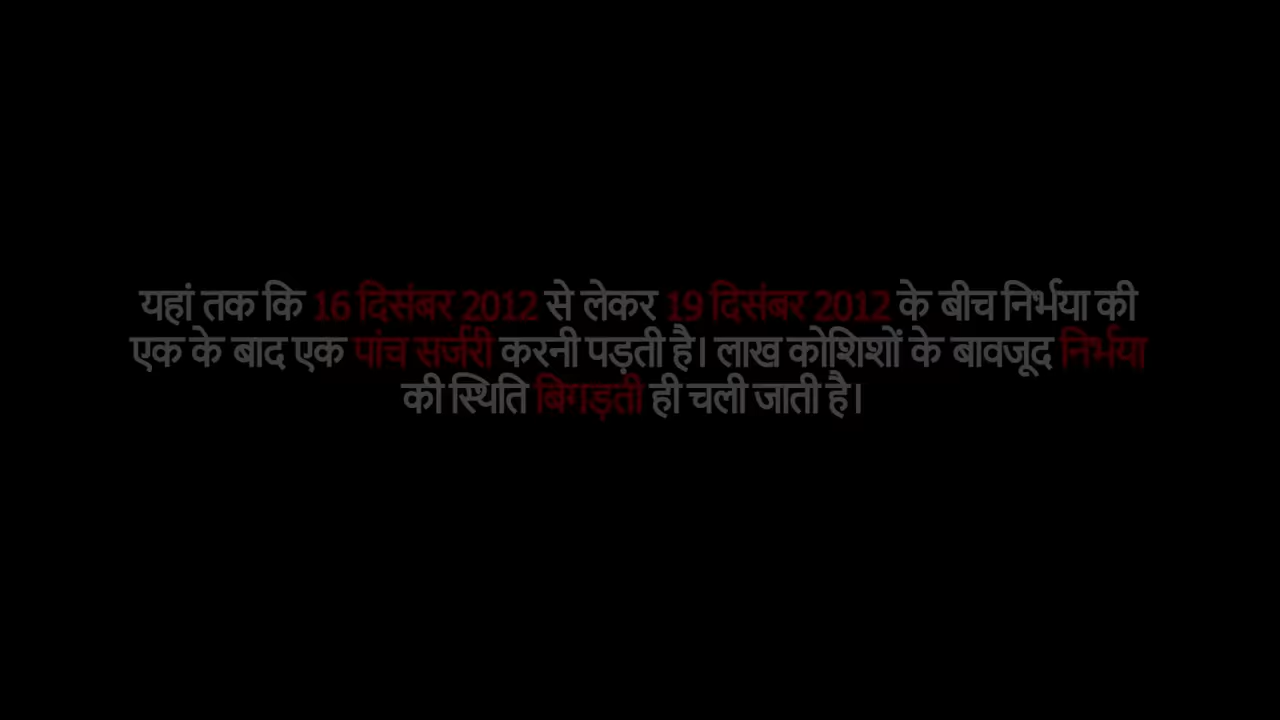 यहां तक कि 16 दिसंबर 2012 से लेकर 19 दिसंबर 2012 के बीच निर्भया की
एक के बाद एक पांच सर्जरी करनी पड़ती है। लाख कोशिशों के बावजूद निर्भया
की स्थिति बिगड़ती ही चली जाती है।